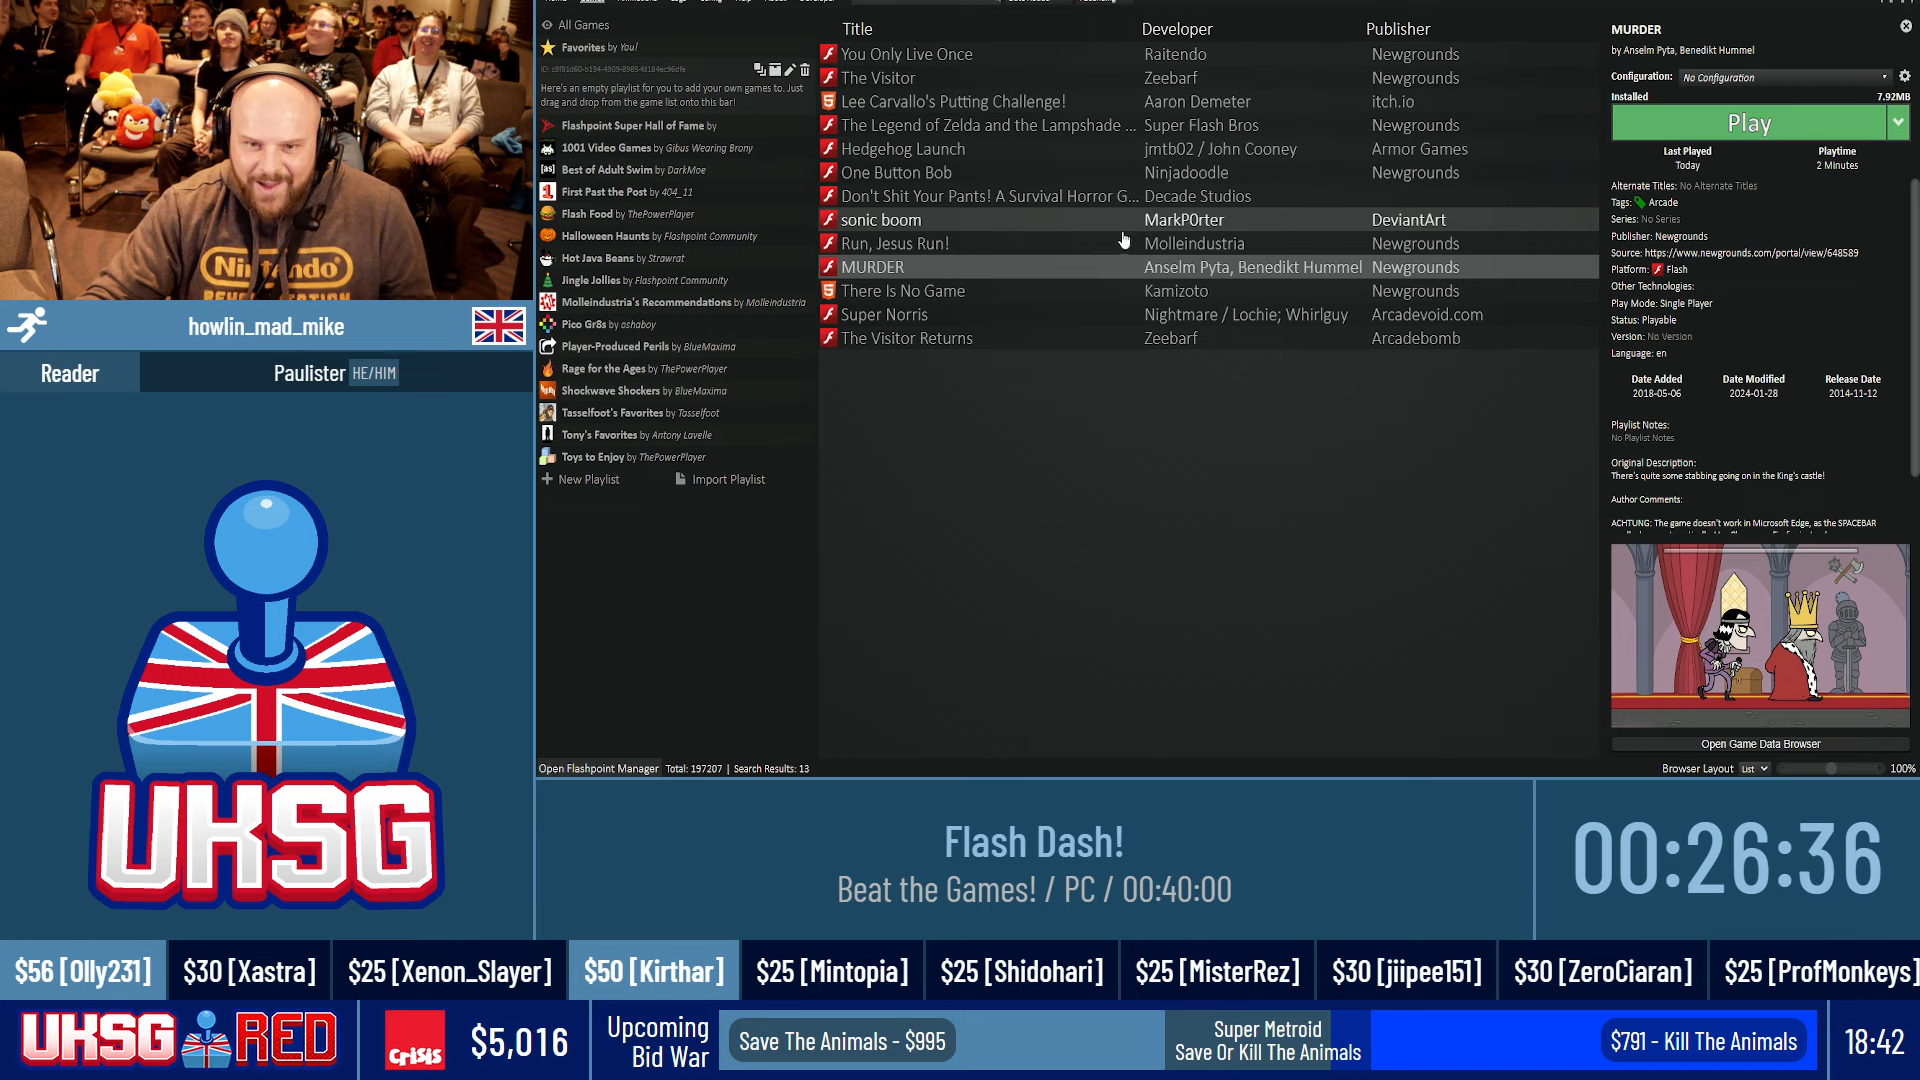 All Games
Favorites by You!
Here's an empty playlist for you to add your own games to. Just
drag and drop from the game list onto this bar!
Flashpoint Super Hall of Fame by
1001 Video Games by Gibus Wearing Brony
Best of Adult Swim by DarkMoe
First Past the Post by 404_11
Flash Food by ThePowerPlayer
Halloween Haunts by Flashpoint Community
Hot Java Beans by Strawrat
Jingle Jollies by Flashpoint Community
Molleindustria's Recommendations by Molleindustria
Pico Gr8s by oshaboy
Player-Produced Perils by BlueMaxima
Rage for the Ages by ThePowerPlayer
Shockwave Shockers by BlueMaxima
Tasselfoot's Favorites by Tasselfoot
Tony's Favorites by Antony Lavelle
Toys to Enjoy by ThePowerPlayer
New Playlist Import Playlist
Title Developer Publisher
You Only Live Once Raitendo Newgrounds
The Visitor Zeebarf Newgrounds
Lee Carvallo's Putting Challenge! Aaron Demeter itch.io
The Legend of Zelda and the Lampshade ... Super Flash Bros Newgrounds
Hedgehog Launch jmtb02 / John Cooney Armor Games
One Button Bob Ninjadoodle Newgrounds
Don't Shit Your Pants! A Survival Horror G... Decade Studios
sonic boom MarkP0rter DeviantArt
Run, Jesus Run! Molleindustria Newgrounds
MURDER Anselm Pyta, Benedikt Hummel Newgrounds
There Is No Game Kamizoto Newgrounds
Super Norris Nightmare / Lochie; Whirlguy Arcadevoid.com
The Visitor Returns Zeebarf Arcadebomb
MURDER
by Anselm Pyta, Benedikt Hummel
Configuration: No Configuration
Installed 7.92MB
Play
Last Played Playtime
Today 2 Minutes
Alternate Titles: No Alternate Titles
Tags: Arcade
Series: No Series
Publisher: Newgrounds
Source: https://www.newgrounds.com/portal/view/648589
Platform: Flash
Other Technologies:
Play Mode: Single Player
Status: Playable
Version: No Version
Language: en
Date Added Date Modified Release Date
2018-05-06 2024-01-28 2014-11-12
Playlist Notes:
No Playlist Notes
Original Description:
There's quite some stabbing going on in the King's castle!
Author Comments:
ACHTUNG: The game doesn't work in Microsoft Edge, as the SPACEBAR
Open Game Data Browser
Open Flashpoint Manager Total: 197207 | Search Results: 13
Browser Layout List 100%
Nintendo
howlin_mad_mike
Reader Paulister HE/HIM
UKSG
Flash Dash!
Beat the Games! / PC / 00:40:00
00:26:36
$56 [Olly231] $30 [Xastra] $25 [Xenon_Slayer] $50 [Kirthar] $25 [Mintopia] $25 [Shidohari] $25 [MisterRez] $30 [jiipee151] $30 [ZeroCiaran] $25 [ProfMonkeys]
UKSG RED
CRISIS
$5,016
Upcoming
Bid War
Save The Animals - $995
Super Metroid
Save Or Kill The Animals
$791 - Kill The Animals
18:42